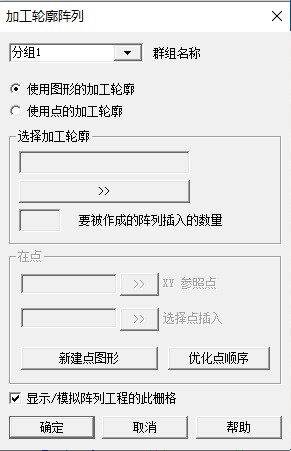 加工轮廓阵列
分组1 群组名称
使用图形的加工轮廓
使用点的加工轮廓
选择加工轮廓
>>
要被作成的阵列插入的数量
在点
>> XY 参照点
>> 选择点插入
新建点图形 优化点顺序
显示/模拟阵列工程的此栅格
确定 取消 帮助